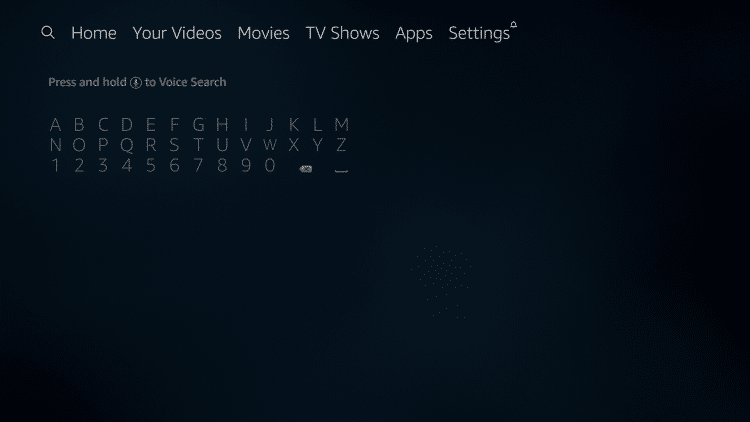 Home Your Videos Movies TV Shows Apps Settings
Press and hold to Voice Search
A B C D E F G H I J K L M
N O P Q R S T U V W X Y Z
1 2 3 4 5 6 7 8 9 0